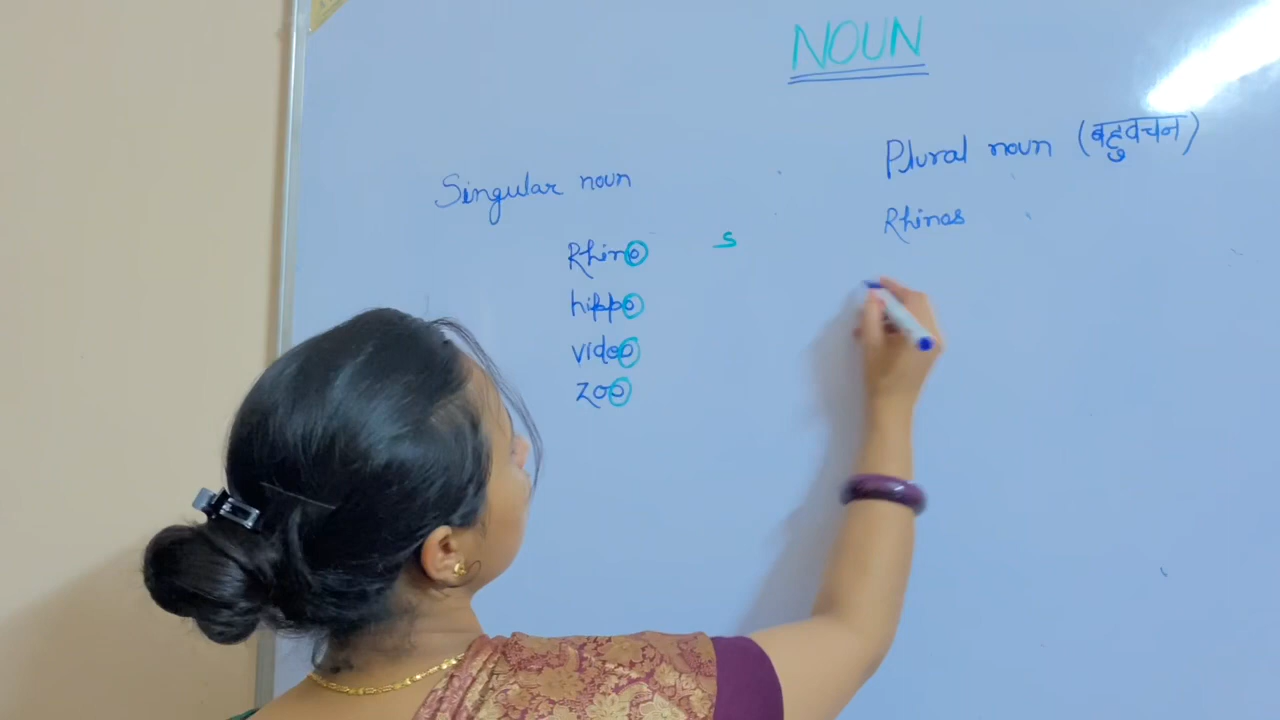 NOUN
Singular noun
Plural noun (बहुवचन)
Rhino
s
Rhinos
hippo
video
zoo